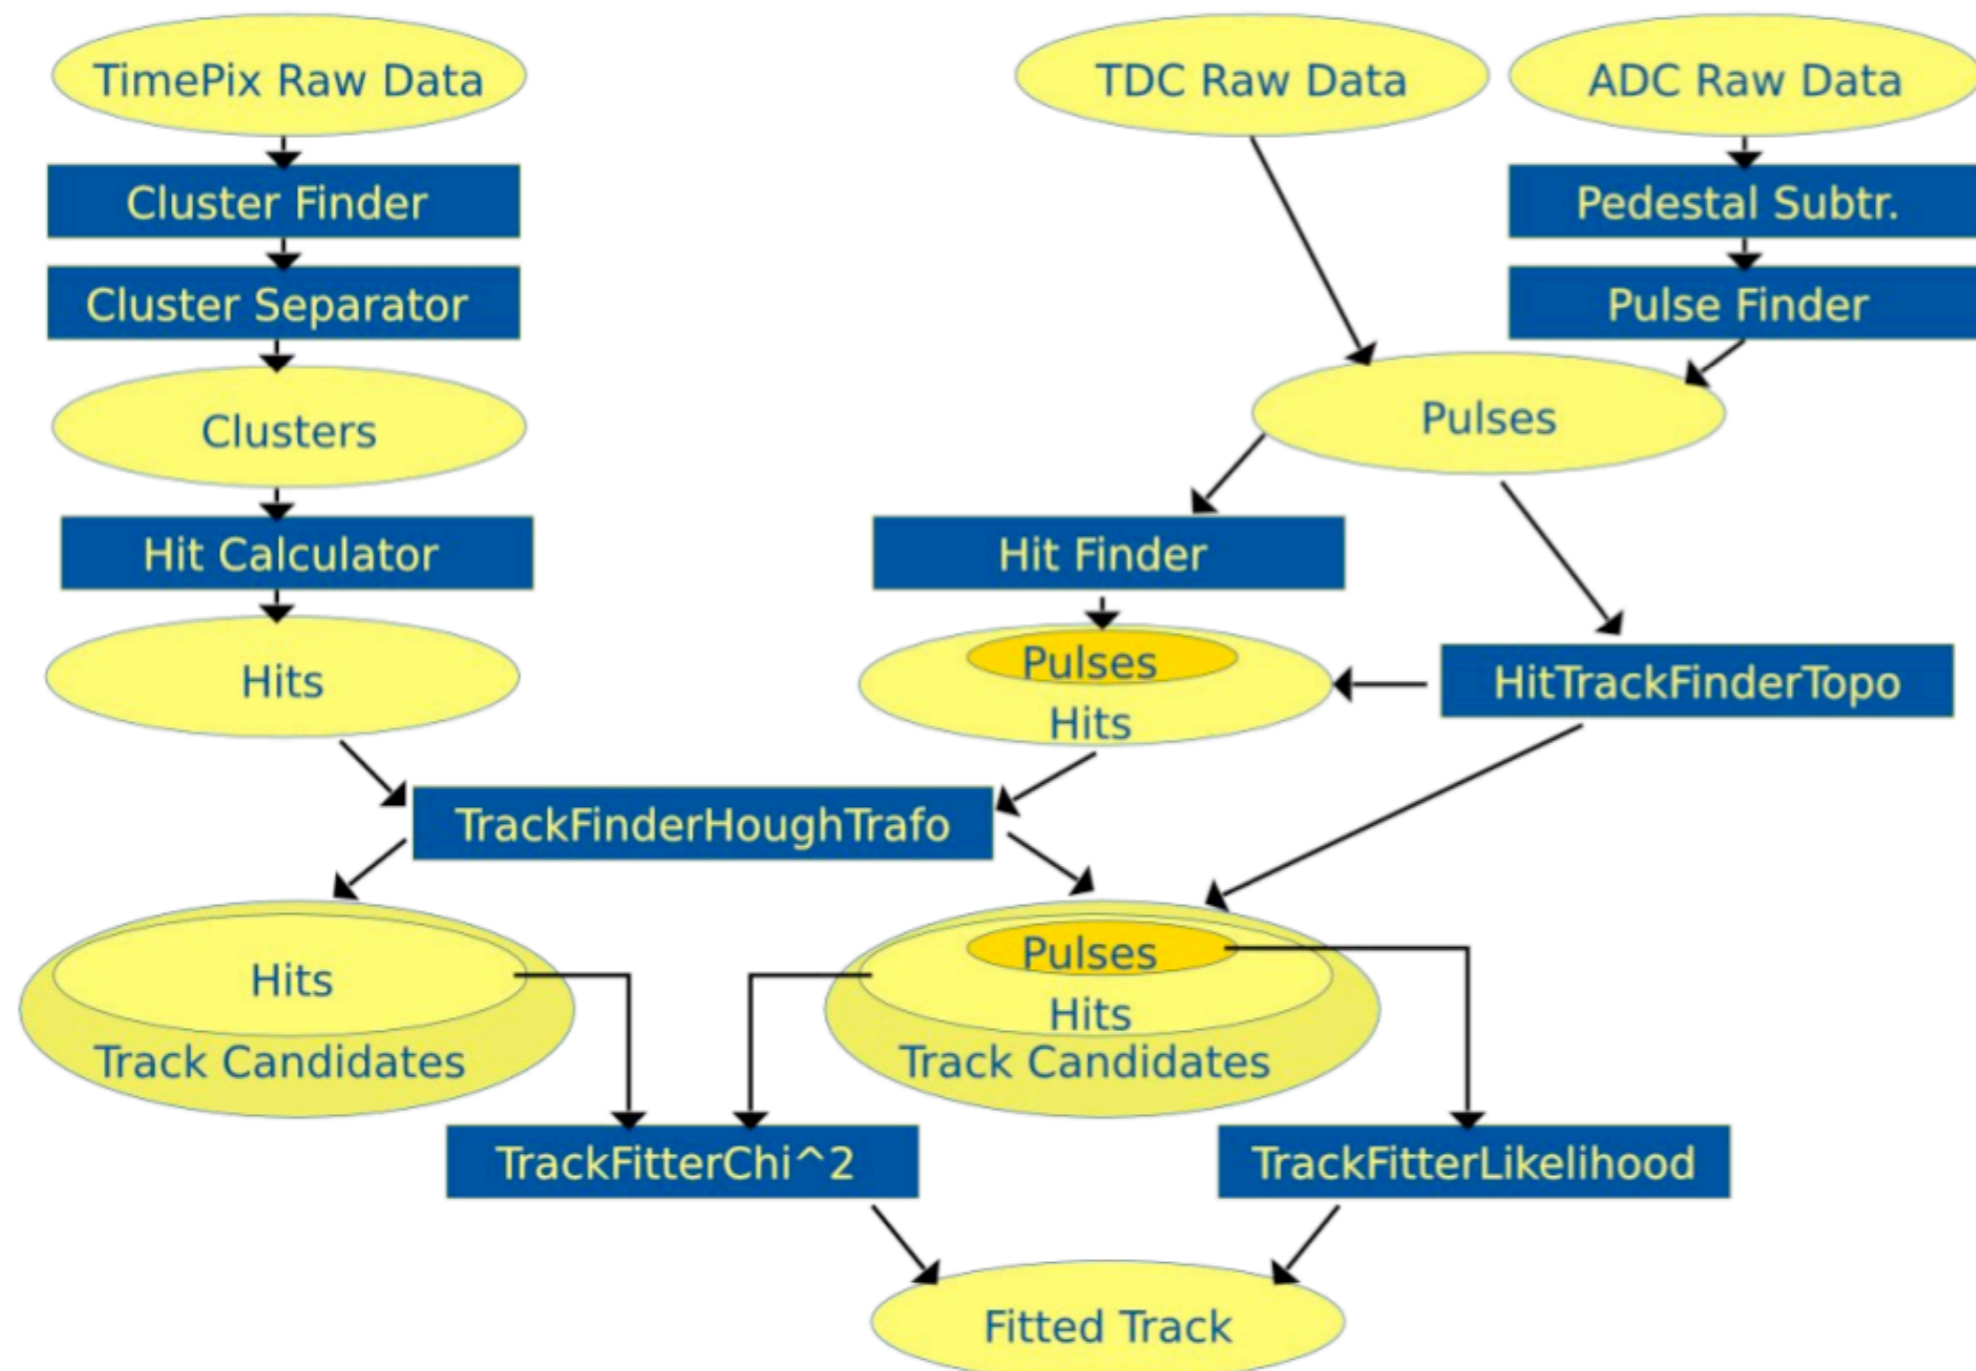 TimePix Raw Data
TDC Raw Data
ADC Raw Data
Cluster Finder
Pedestal Subtr.
Cluster Separator
Pulse Finder
Clusters
Pulses
Hit Calculator
Hit Finder
Hits
Pulses
Hits
HitTrackFinderTopo
TrackFinderHoughTrafo
Hits
Track Candidates
Pulses
Hits
Track Candidates
TrackFitterChi^2
TrackFitterLikelihood
Fitted Track